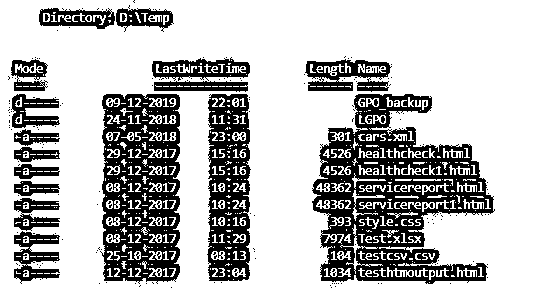 Directory: D:\Temp
Mode LastWriteTime Length Name
---- ------------- ------ ----
d----- 09-12-2019 22:01 GPO_backup
d----- 24-11-2018 11:31 LGPO
-a---- 07-05-2018 23:00 301 cars.xml
-a---- 29-12-2017 15:16 4526 healthcheck.html
-a---- 29-12-2017 15:16 4526 healthcheck1.html
-a---- 08-12-2017 10:24 48362 servicereport.html
-a---- 08-12-2017 10:24 48362 servicereport1.html
-a---- 08-12-2017 10:16 393 style.css
-a---- 08-12-2017 11:29 7974 Test.xlsx
-a---- 25-10-2017 08:13 104 testcsv.csv
-a---- 12-12-2017 23:04 1034 testhtmoutput.html